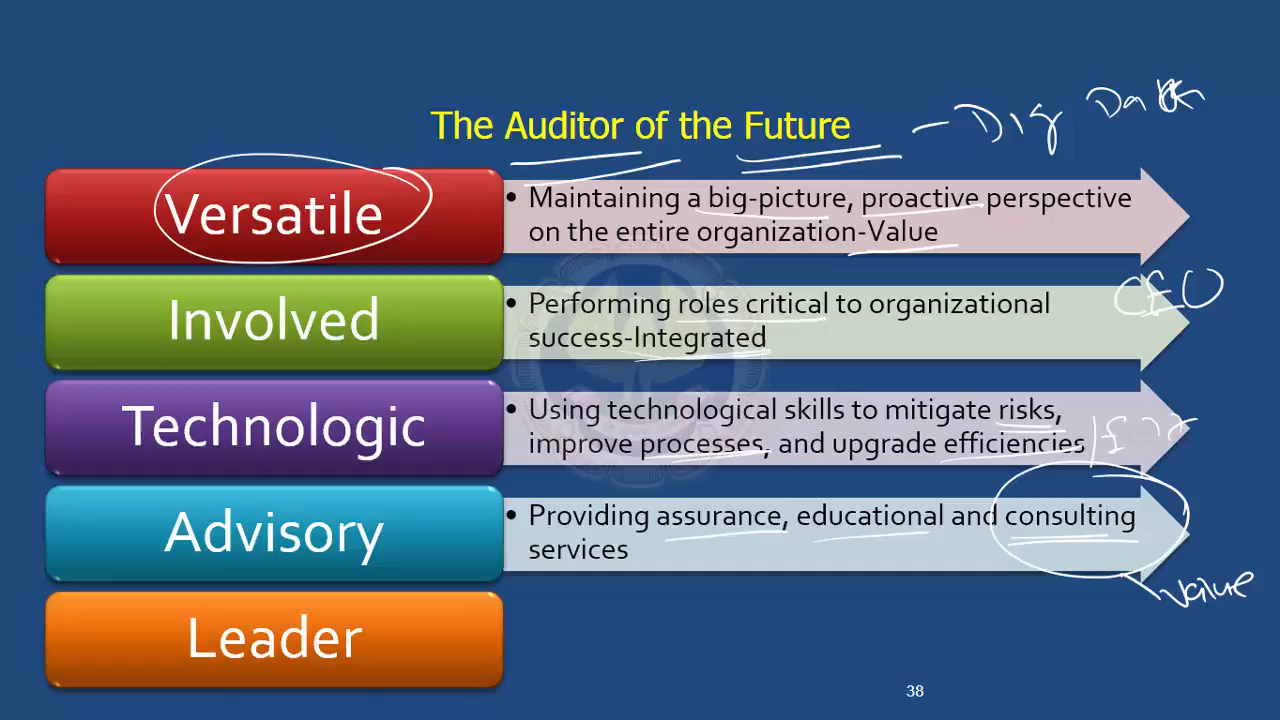 The Auditor of the Future
Versatile
• Maintaining a big-picture, proactive perspective
on the entire organization-Value
CEO
Involved
• Performing roles critical to organizational
success-Integrated
Technologic
• Using technological skills to mitigate risks,
improve processes, and upgrade efficiencies
Advisory
• Providing assurance, educational and consulting
services
value
Leader
38